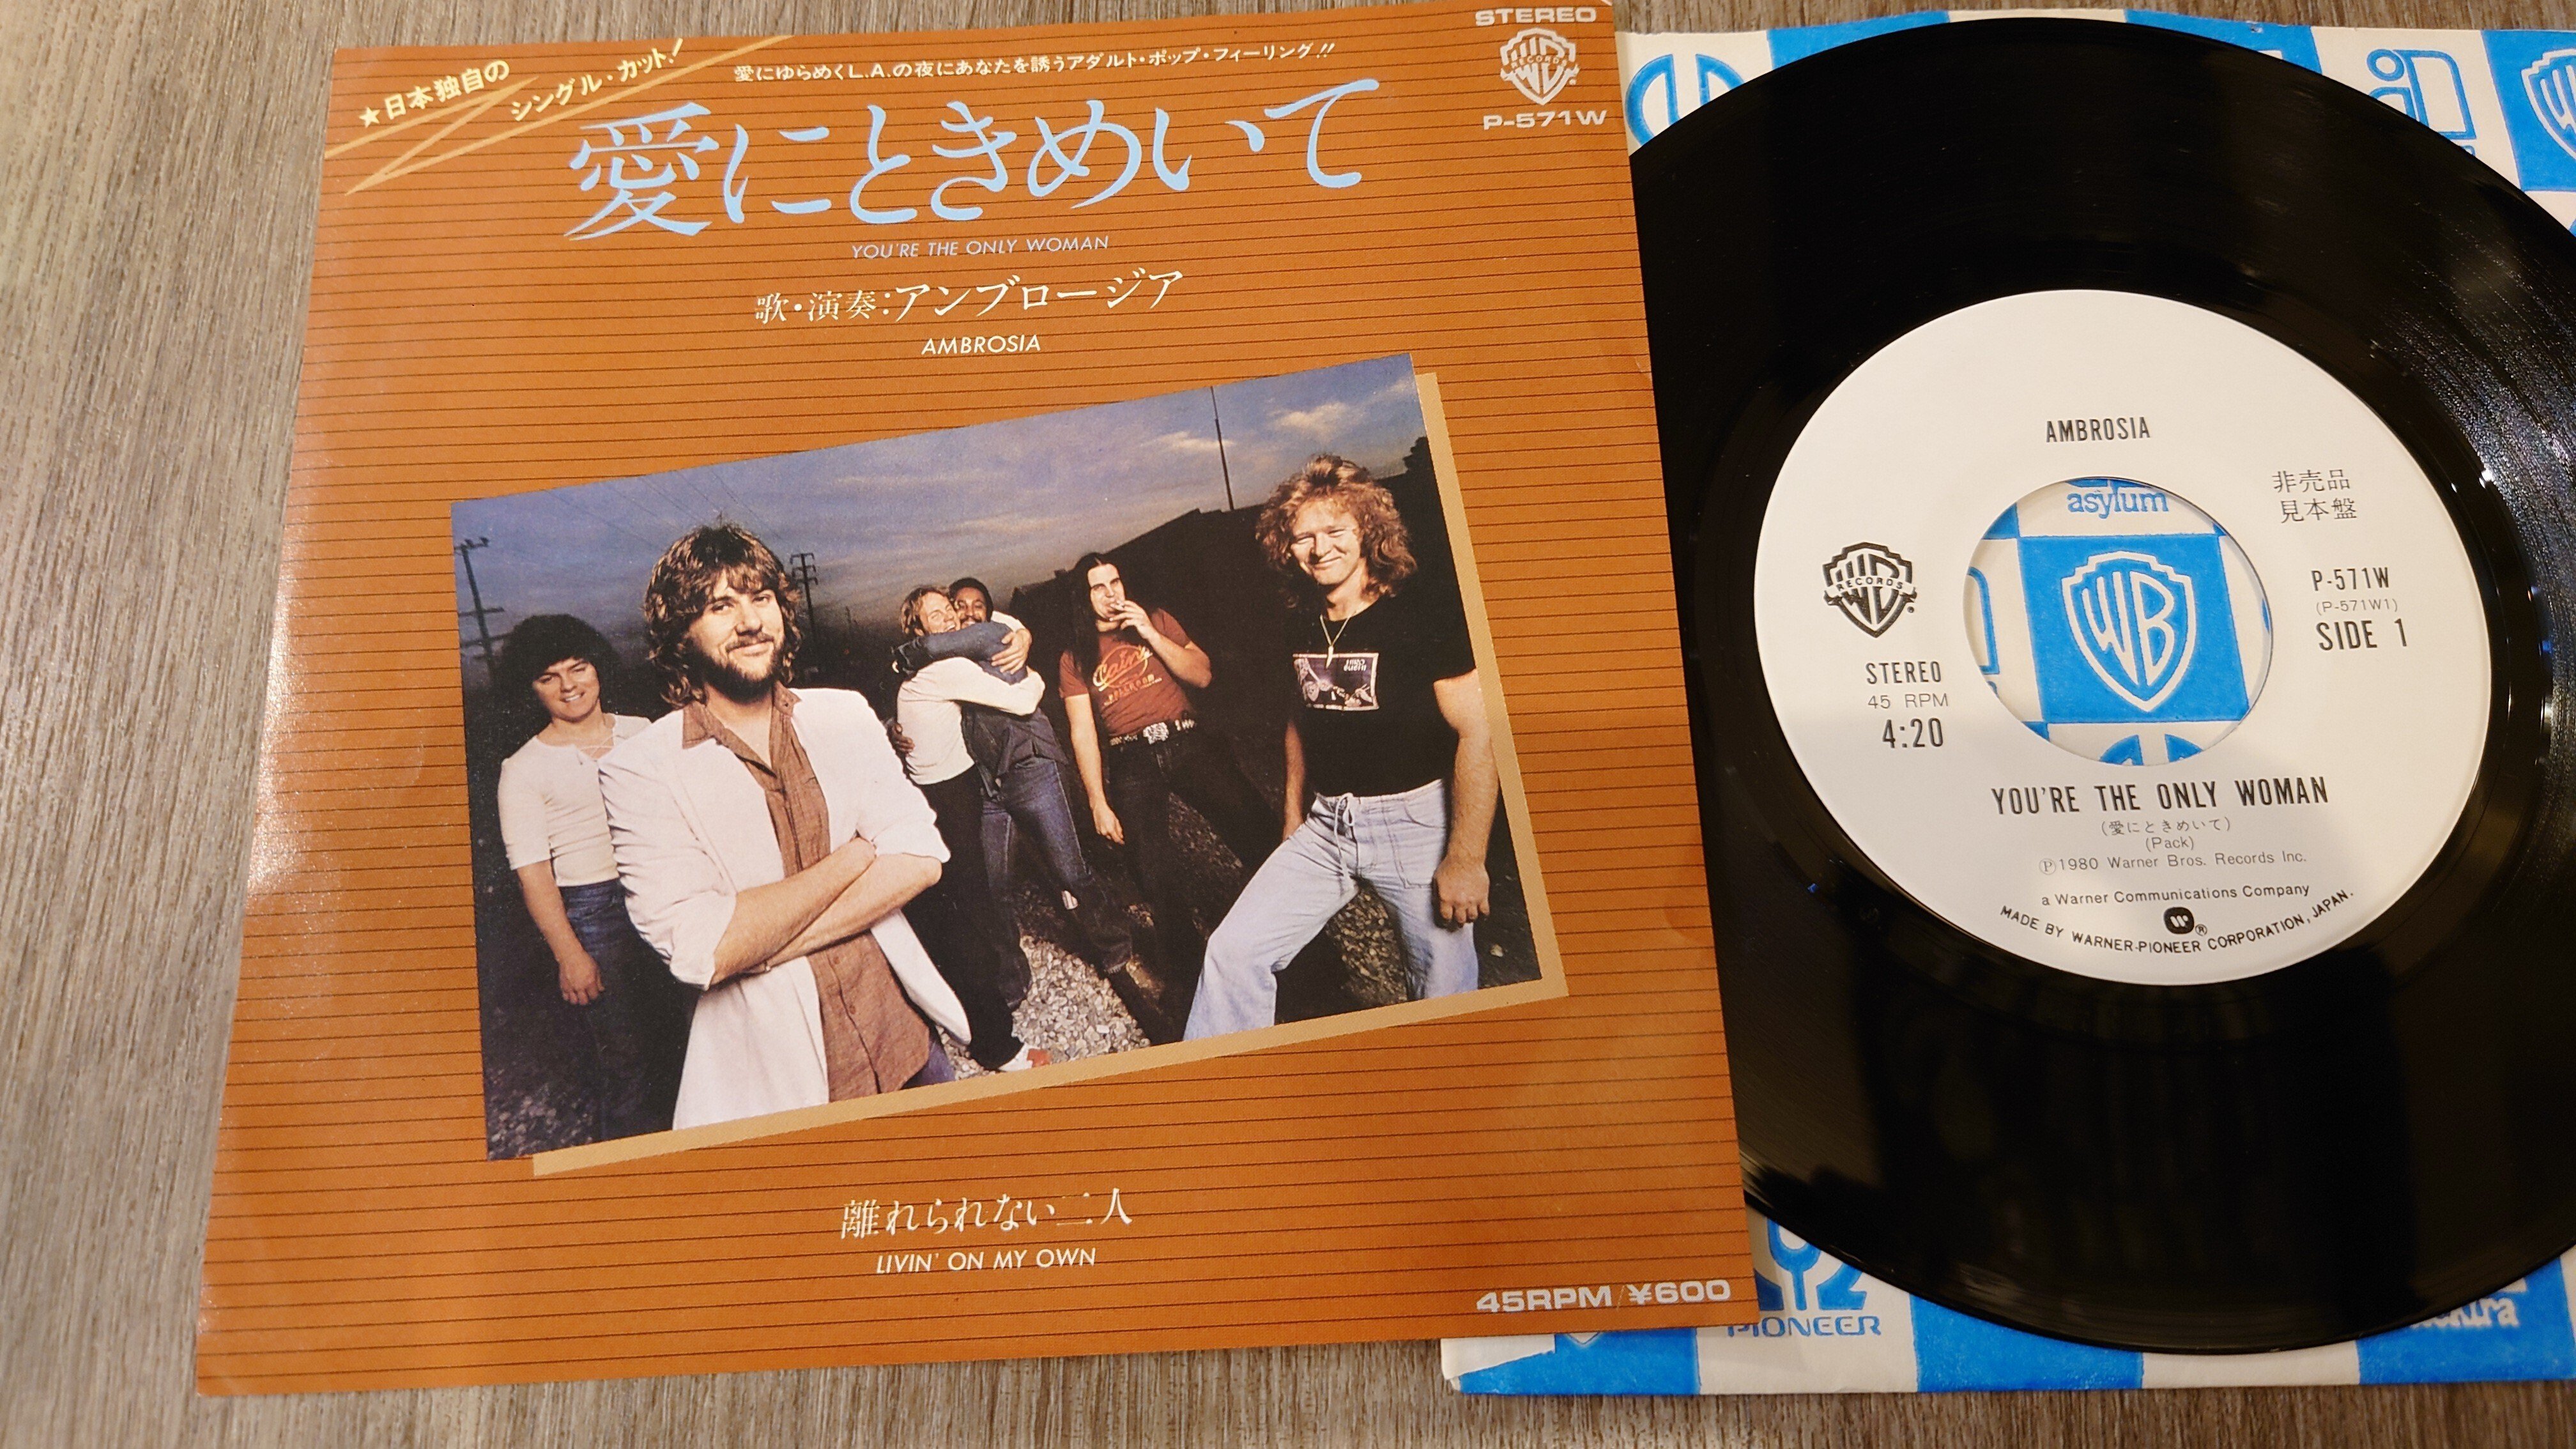 ★日本独自の
シングル・カット!
愛にゆらめくL.A.の夜にあなたを誘うアダルト・ポップ・フィーリング!!
STEREO
RECORDS
P-571W
愛にときめいて
YOU'RE THE ONLY WOMAN
歌・演奏:アンブロージア
AMBROSIA
離れられない二人
LIVIN' ON MY OWN
45RPM/¥600
AMBROSIA
非売品
見本盤
asylum
WB
RECORDS
P-571W
(P-571W1)
SIDE 1
STEREO
45 RPM
4:20
YOU'RE THE ONLY WOMAN
(愛にときめいて)
(Pack)
Ⓟ1980 Warner Bros. Records Inc.
a Warner Communications Company
®
MADE BY WARNER-PIONEER CORPORATION, JAPAN.
PIONEER